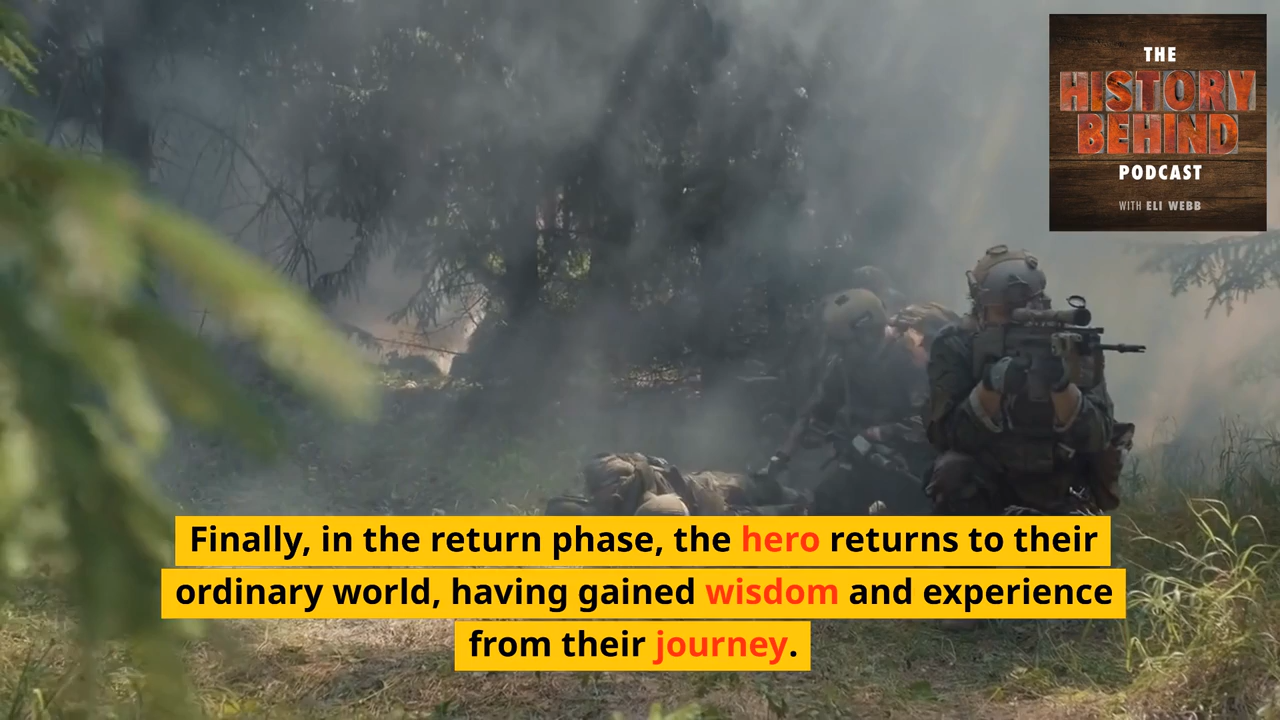 THE
HISTORY
BEHIND
PODCAST
WITH ELI WEBB
Finally, in the return phase, the hero returns to their
ordinary world, having gained wisdom and experience
from their journey.